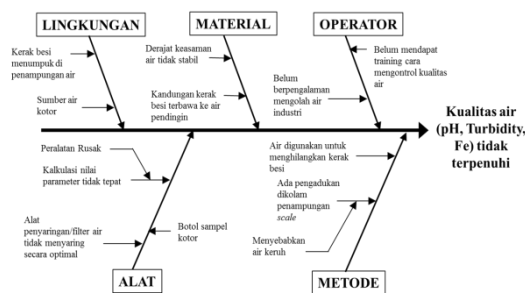 LINGKUNGAN
MATERIAL
OPERATOR
Kerak besi
menumpuk di
penampungan air
Sumber air
kotor
Derajat keasaman
air tidak stabil
Kandungan kerak
besi terbawa ke air
pendingin
Belum mendapat
training cara
mengontrol kualitas
air
Belum
berpengalaman
mengolah air
industri
Kualitas air
(pH, Turbidity,
Fe) tidak
terpenuhi
Peralatan Rusak
Kalkulasi nilai
parameter tidak tepat
Alat
penyaringan/filter air
tidak menyaring
secara optimal
Botol sampel
kotor
Air digunakan untuk
menghilangkan kerak
besi
Ada pengadukan
dikolam
penampungan
scale
Menyebabkan
air keruh
ALAT
METODE